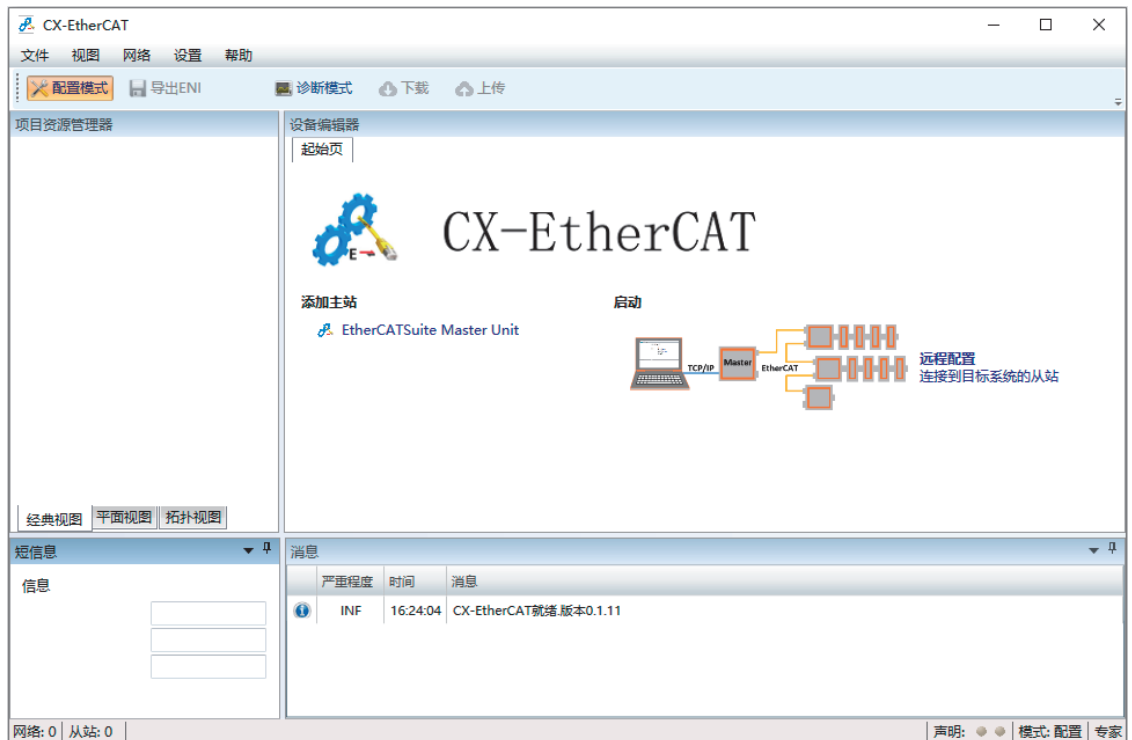 CX-EtherCAT
文件 视图 网络 设置 帮助
配置模式 导出ENI 诊断模式 下载 上传
项目资源管理器
设备编辑器
起始页
E
CX-EtherCAT
添加主站
EtherCATSuite Master Unit
启动
TCP/IP
Master
EtherCAT
远程配置
连接到目标系统的从站
经典视图 平面视图 拓扑视图
短信息
信息
消息
严重程度 时间 消息
INF 16:24:04 CX-EtherCAT就绪.版本0.1.11
网络: 0 从站: 0
声明: 模式: 配置 专家